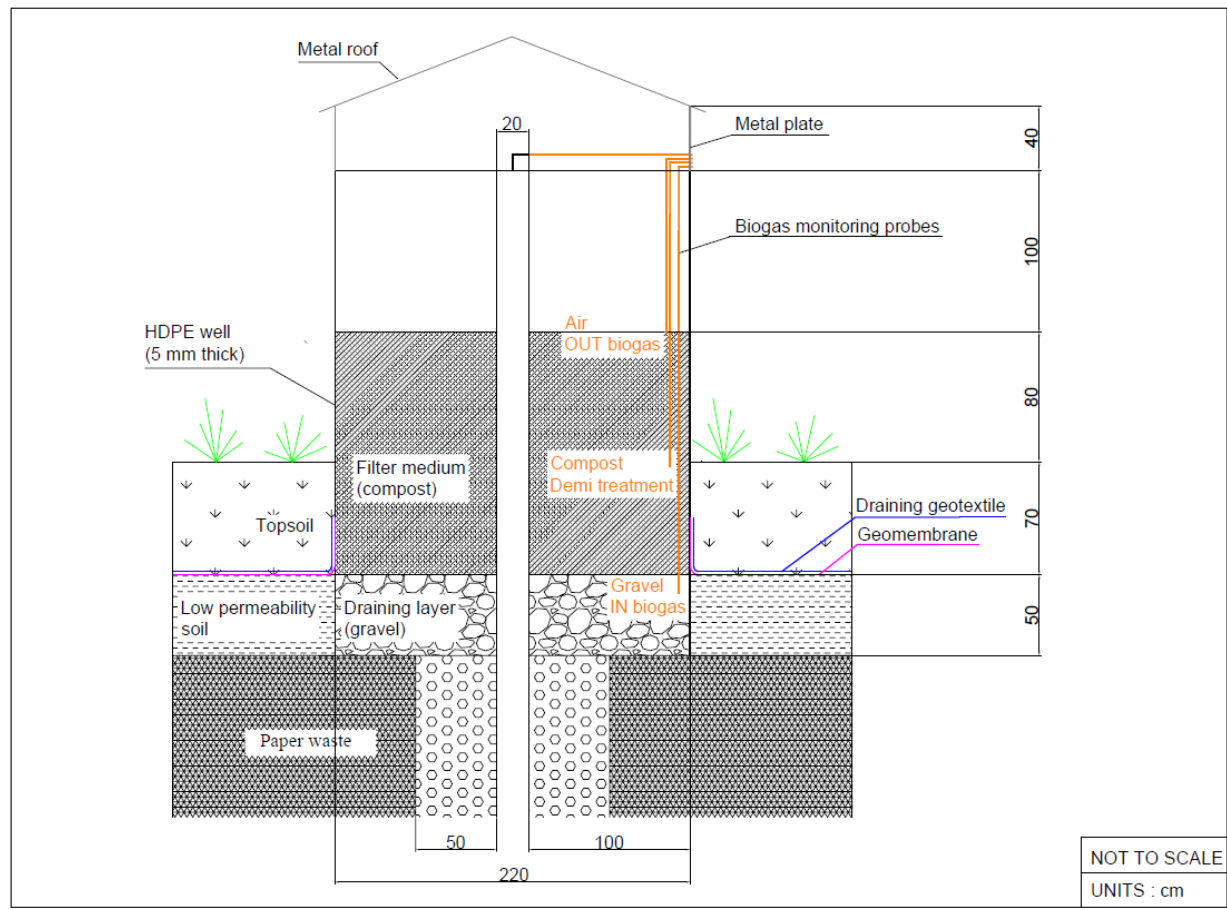 Metal roof
20
Metal plate
40
Biogas monitoring probes
100
Air
OUT biogas
HDPE well
(5 mm thick)
80
Filter medium
(compost)
Compost
Demi treatment
Topsoil
Draining geotextile
Geomembrane
70
Low permeability
soil
Draining layer
(gravel)
Gravel
IN biogas
50
Paper waste
50
100
220
NOT TO SCALE
UNITS : cm